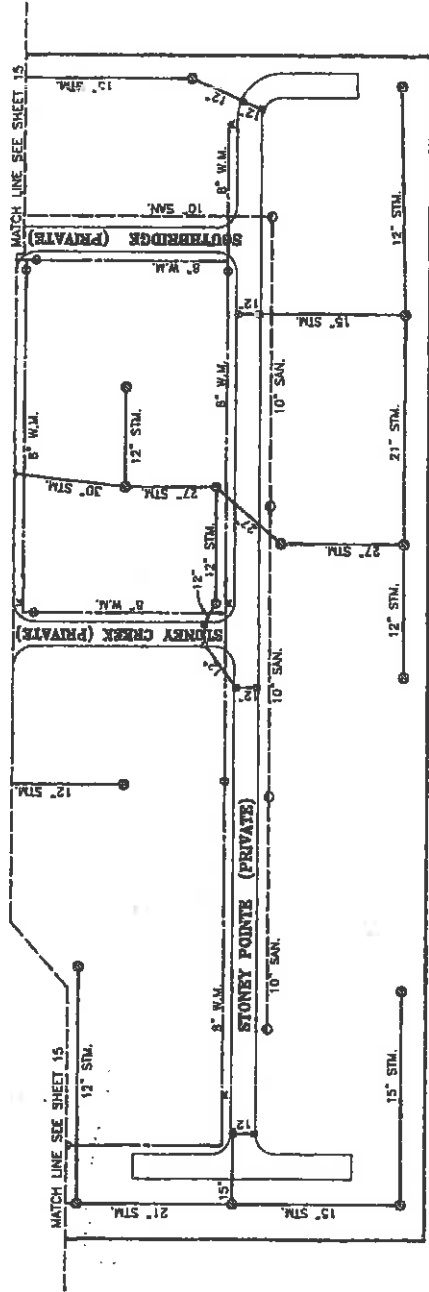 MATCH LINE SEE SHEET 15
15" STM.
12"
12"
8" W.M.
10" SAN.
SOUTHBRIDGE (PRIVATE)
8" W.M.
12"
15" STM.
12" STM.
8" W.M.
8" W.M.
10" SAN.
12" STM.
30" STM.
27" STM.
27"
21" STM.
27" STM.
12" STM.
12"
8" W.M.
STONEY CREEK (PRIVATE)
12"
12"
10" SAN.
12" STM.
12" STM.
STONEY POINTE (PRIVATE)
8" W.M.
10" SAN.
MATCH LINE SEE SHEET 15
12" STM.
12
15" STM.
21" STM.
15"
15" STM.